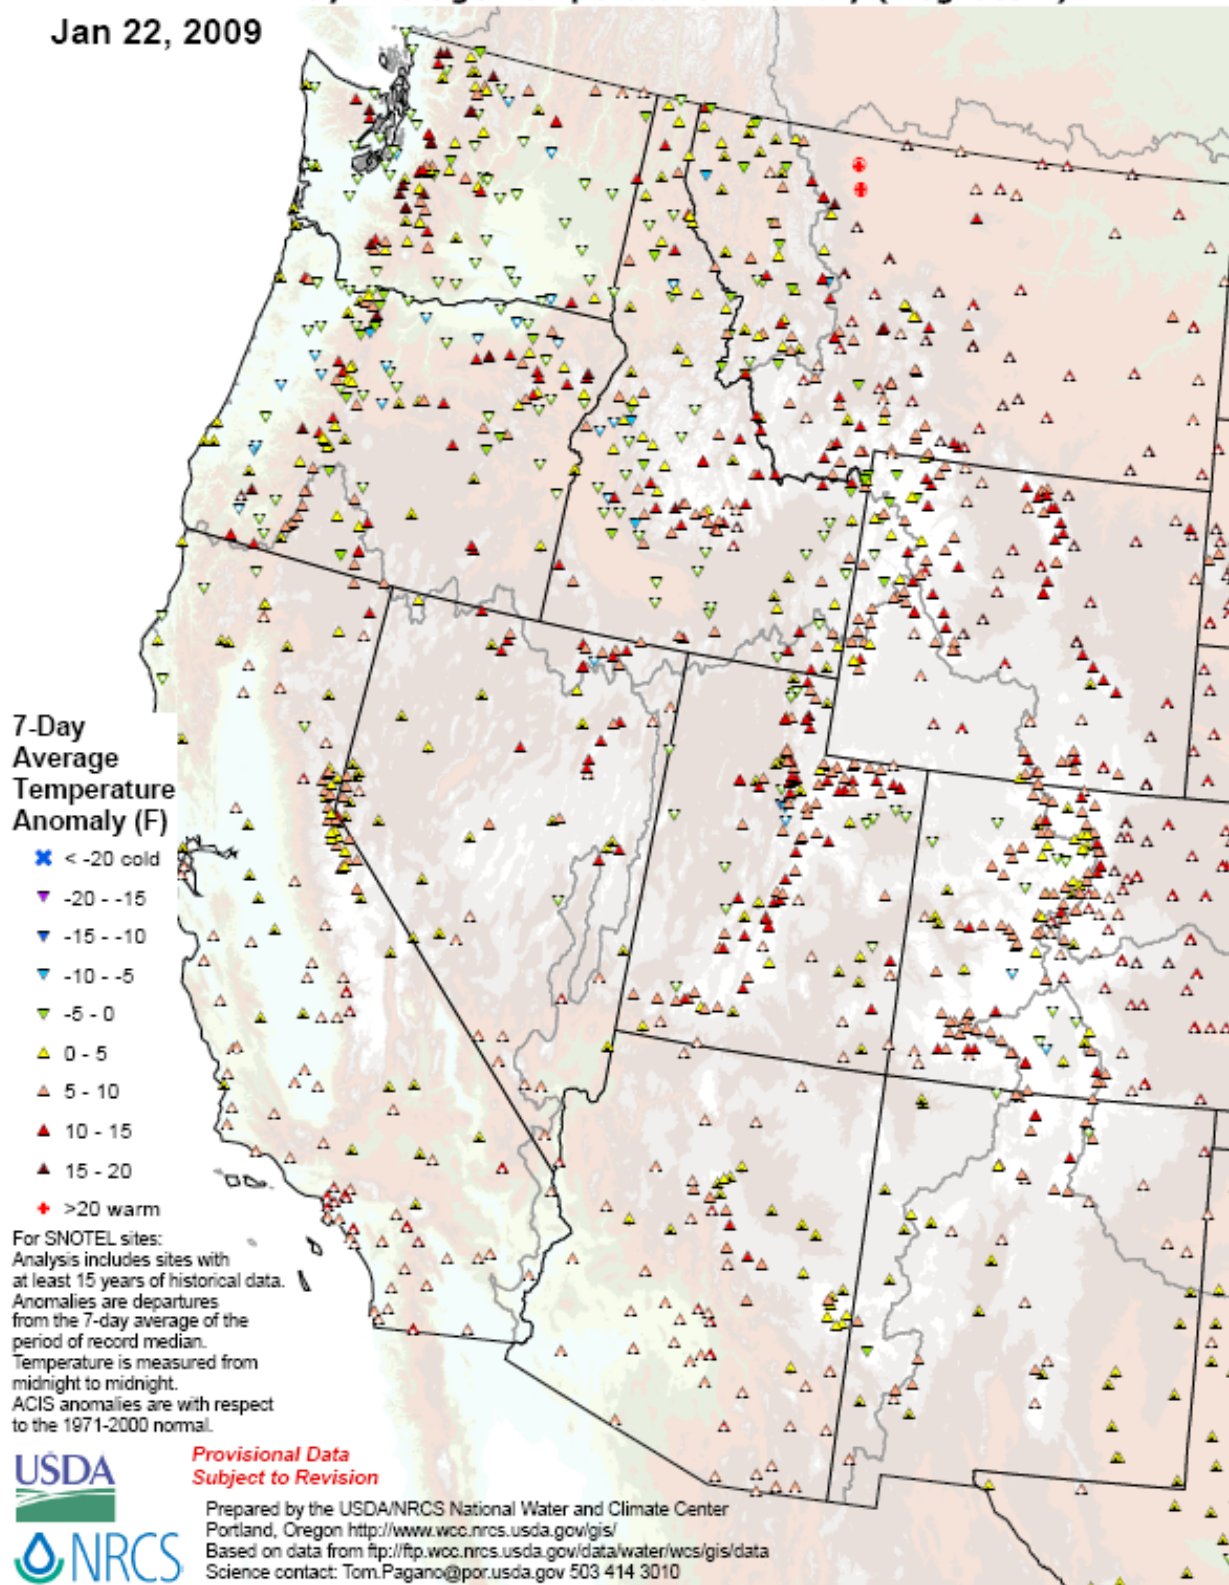 Jan 22, 2009
7-Day
Average
Temperature
Anomaly (F)
< -20 cold
-20 - -15
-15 - -10
-10 - -5
-5 - 0
0 - 5
5 - 10
10 - 15
15 - 20
>20 warm
For SNOTEL sites:
Analysis includes sites with
at least 15 years of historical data.
Anomalies are departures
from the 7-day average of the
period of record median.
Temperature is measured from
midnight to midnight.
ACIS anomalies are with respect
to the 1971-2000 normal.
USDA
NRCS
Provisional Data
Subject to Revision
Prepared by the USDA/NRCS National Water and Climate Center
Portland, Oregon http://www.wcc.nrcs.usda.gov/gis/
Based on data from ftp://ftp.wcc.nrcs.usda.gov/data/water/wcs/gis/data
Science contact: Tom.Pagano@por.usda.gov 503 414 3010